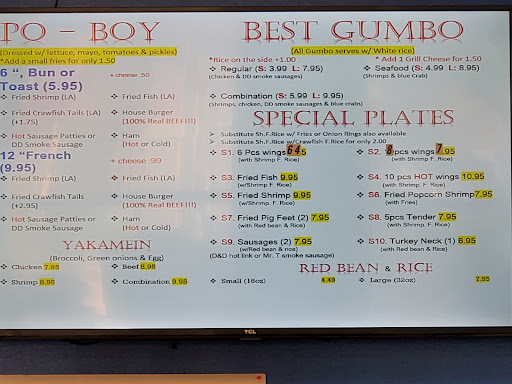 PO - BOY
(Dressed w/ lettuce, mayo, tomatoes & pickles)
*Add a small fries for only 1.50
6 ", Bun or
Toast (5.95)
+ cheese .50
❖ Fried Shrimp (LA)
❖ Fried Fish (LA)
❖ Fried Crawfish Tails (LA)
(+1.75)
❖ House Burger
(100% Real BEEF!!!)
❖ Hot Sausage Patties or
DD Smoke Sausage
❖ Ham
(Hot or Cold)
12 "French
(9.95)
+ cheese .99
❖ Fried Shrimp (LA)
❖ Fried Fish (LA)
❖ Fried Crawfish Tails (LA)
(+2.95)
❖ House Burger
(100% REAL BEEF!!!)
❖ Hot Sausage Patties or
DD Smoke Sausage
❖ Ham
(Hot or Cold)
YAKAMEIN
(Broccoli, Green onions & Egg)
❖ Chicken 7.95
❖ Beef 8.95
❖ Shrimp 8.95
❖ Combination 9.95
BEST GUMBO
(All Gumbo serves w/ White rice)
*Rice on the side +1.00
* Add 1 Grill Cheese for 1.50
❖ Regular (S: 3.99 L: 7.95)
(Chicken & DD smoke sausages)
❖ Seafood (S: 4.99 L: 8.95)
(Shrimps & blue Crab)
❖ Combination (S: 5.99 L: 9.95)
(Shrimps, chicken, DD smoke sausages & blue crabs)
SPECIAL PLATES
➢ Substitute Sh.F.Rice w/ Fries or Onion Rings also available
➢ Substitute Sh.F.Rice w/Crawfish F.Rice for only 2.00
❖ S1. 6 Pcs wings
(with Shrimp F. Rice)
❖ S2. 8 pcs wing 7.95
(with Shrimp F. Rice)
❖ S3. Fried Fish 9.95
(w/Shrimp F. Rice)
❖ S4. 10 pcs HOT wings 10.95
(with Shrimp F. Rice)
❖ S5. Fried Shrimp 9.95
(w/Shrimp F. Rice)
❖ S6. Fried Popcorn Shrimp 7.95
(with Fries)
❖ S7. Fried Pig Feet (2) 7.95
(with Red bean & Rice)
❖ S8. 5pcs Tender 7.95
(with Shrimp. F. Rice)
❖ S9. Sausages (2) 7.95
(w/Red bean & rice)
(D&D hot link or Mr. T smoke sausage)
❖ S10. Turkey Neck (1) 6.95
(with Red bean & Rice)
RED BEAN & RICE
❖ Small (16oz) 4.49
❖ Large (32oz) 7.95
TCL